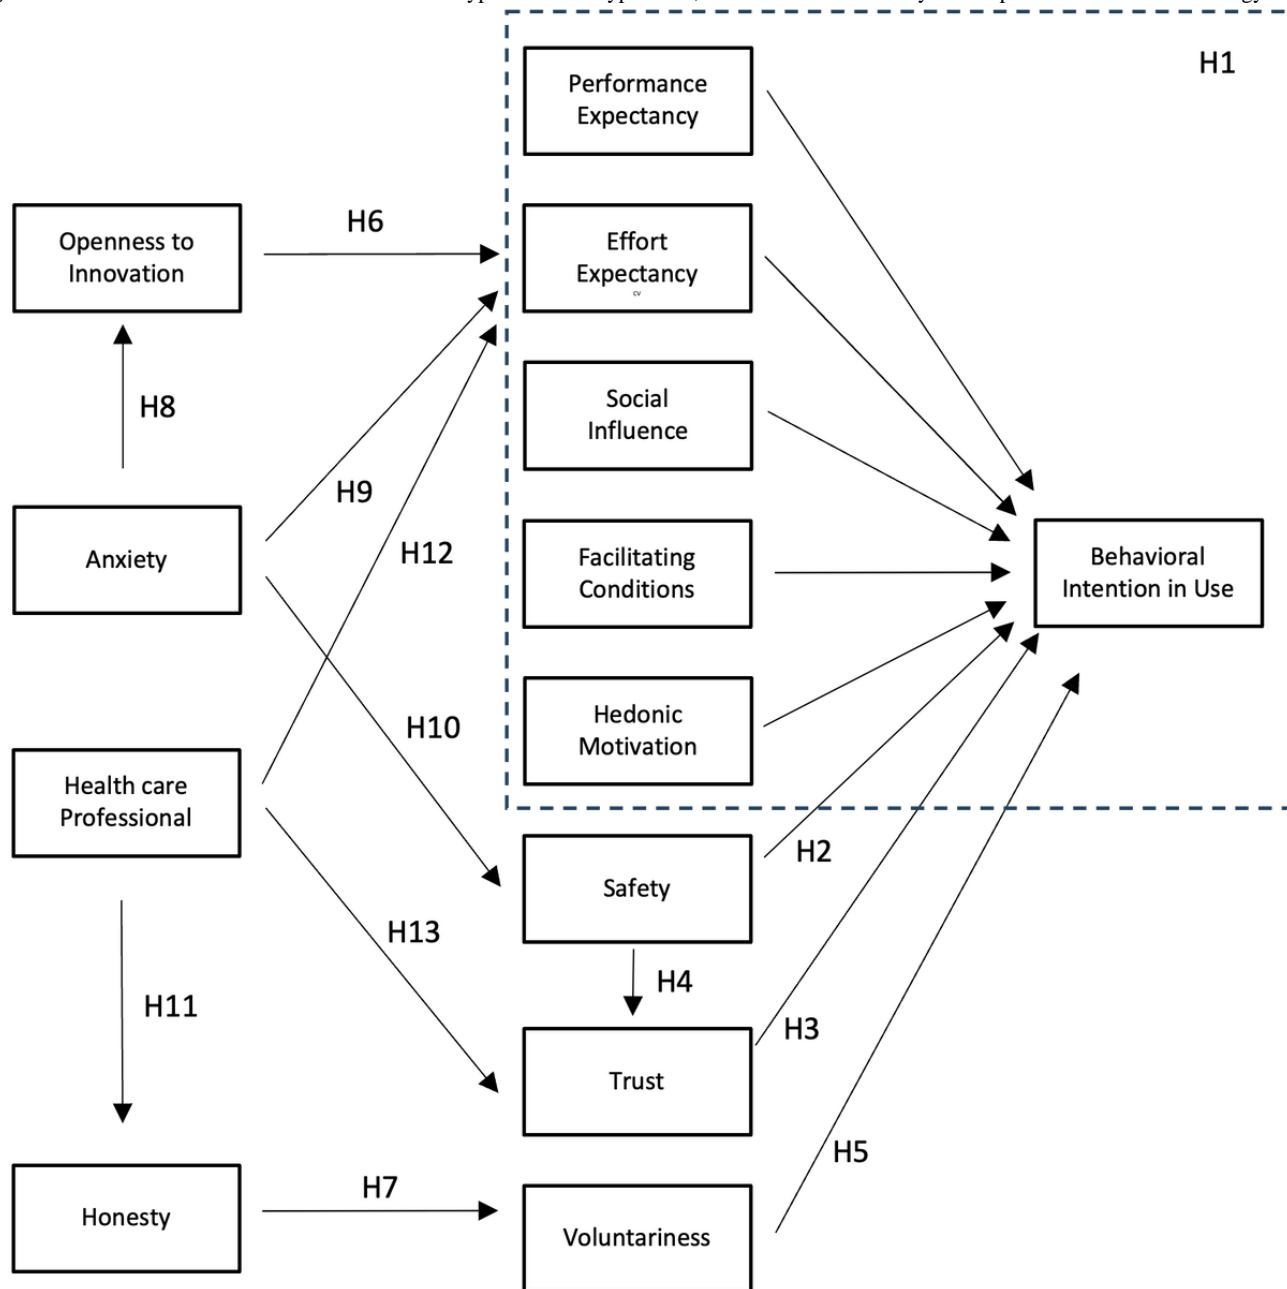 H1
Performance
Expectancy
Openness to
Innovation
H6
Effort
Expectancy
cv
H8
Social
Influence
H9
Anxiety
H12
Facilitating
Conditions
Behavioral
Intention in Use
Hedonic
Motivation
H10
Health care
Professional
H2
Safety
H13
H4
H11
H3
Trust
H5
H7
Honesty
Voluntariness